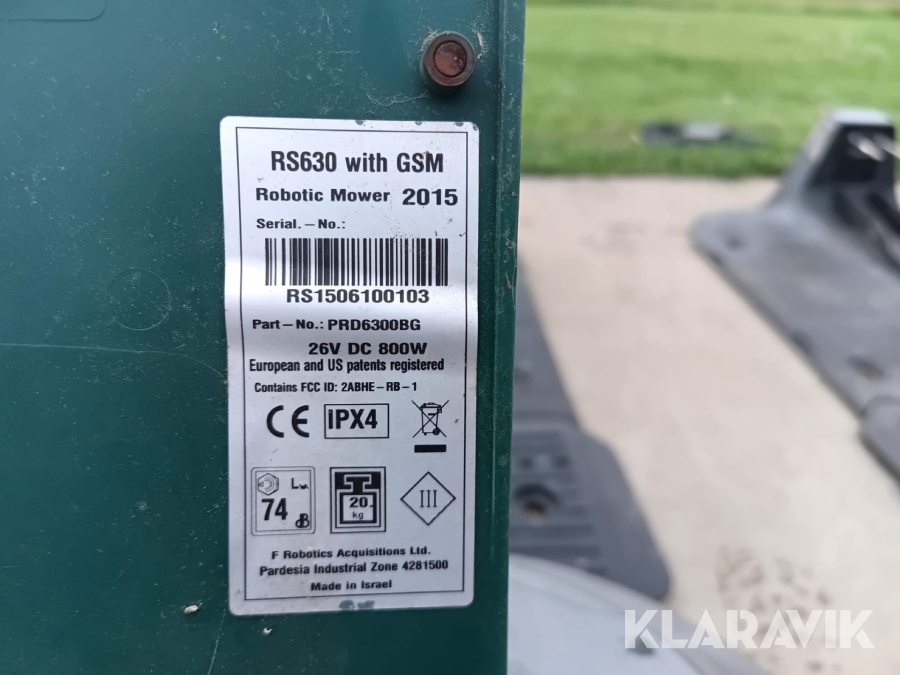 RS630 with GSM
Robotic Mower 2015
Serial.-No.:
RS1506100103
Part-No.: PRD6300BG
26V DC 800W
European and US patents registered
Contains FCC ID: 2ABHE-RB-1
CE IPX4
74 dB
20 kg
III
F Robotics Acquisitions Ltd.
Pardesia Industrial Zone 4281500
Made in Israel
KLARAVIK